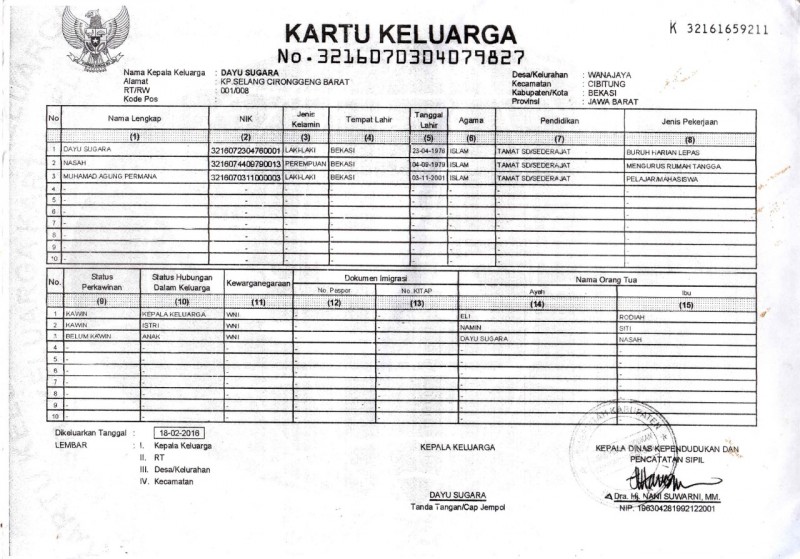 KARTU KELUARGA
No. 3216070304079827
K 32161659211
Nama Kepala Keluarga : DAYU SUGARA
Alamat : KP.SELANG CIRONGGENG BARAT
RT/RW : 001/008
Kode Pos :
Desa/Kelurahan : WANAJAYA
Kecamatan : CIBITUNG
Kabupaten/Kota : BEKASI
Provinsi : JAWA BARAT
No Nama Lengkap NIK Jenis Kelamin Tempat Lahir Tanggal Lahir Agama Pendidikan Jenis Pekerjaan
(1) (2) (3) (4) (5) (6) (7) (8)
1 DAYU SUGARA 3216072304760001 LAKI-LAKI BEKASI 23-04-1976 ISLAM TAMAT SD/SEDERAJAT BURUH HARIAN LEPAS
2 NASAH 3216074409790013 PEREMPUAN BEKASI 04-09-1979 ISLAM TAMAT SD/SEDERAJAT MENGURUS RUMAH TANGGA
3 MUHAMAD AGUNG PERMANA 3216070311000003 LAKI-LAKI BEKASI 03-11-2001 ISLAM TAMAT SD/SEDERAJAT PELAJAR/MAHASISWA
4 - - - - - - - -
5 - - - - - - - -
6 - - - - - - - -
7 - - - - - - - -
8 - - - - - - - -
9 - - - - - - - -
10 - - - - - - - -
No. Status Perkawinan Status Hubungan Dalam Keluarga Kewarganegaraan Dokumen Imigrasi Nama Orang Tua
No. Paspor No. KITAP Ayah Ibu
(9) (10) (11) (12) (13) (14) (15)
1 KAWIN KEPALA KELUARGA WNI - - ELI RODIAH
2 KAWIN ISTRI WNI - - NAMIN SITI
3 BELUM KAWIN ANAK WNI - - DAYU SUGARA NASAH
4 - - - - - - -
5 - - - - - - -
6 - - - - - - -
7 - - - - - - -
8 - - - - - - -
9 - - - - - - -
10 - - - - - - -
Dikeluarkan Tanggal : 18-02-2016
LEMBAR : I. Kepala Keluarga
II. RT
III. Desa/Kelurahan
IV. Kecamatan
KEPALA KELUARGA
DAYU SUGARA
Tanda Tangan/Cap Jempol
KABUPATEN
KEPALA DINAS KEPENDUDUKAN DAN
PENCATATAN SIPIL
Dra. Hj. NANI SUWARNI, MM.
NIP. 196304281992122001